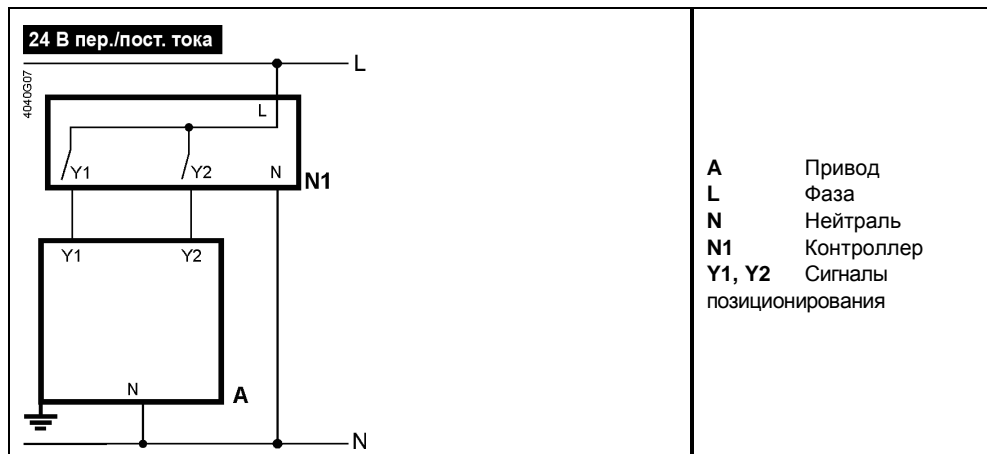 24 В пер./пост. тока
L
4040G07
L
Y1
Y2
N
N1
Y1
Y2
N
A
N
A Привод
L Фаза
N Нейтраль
N1 Контроллер
Y1, Y2 Сигналы
позиционирования